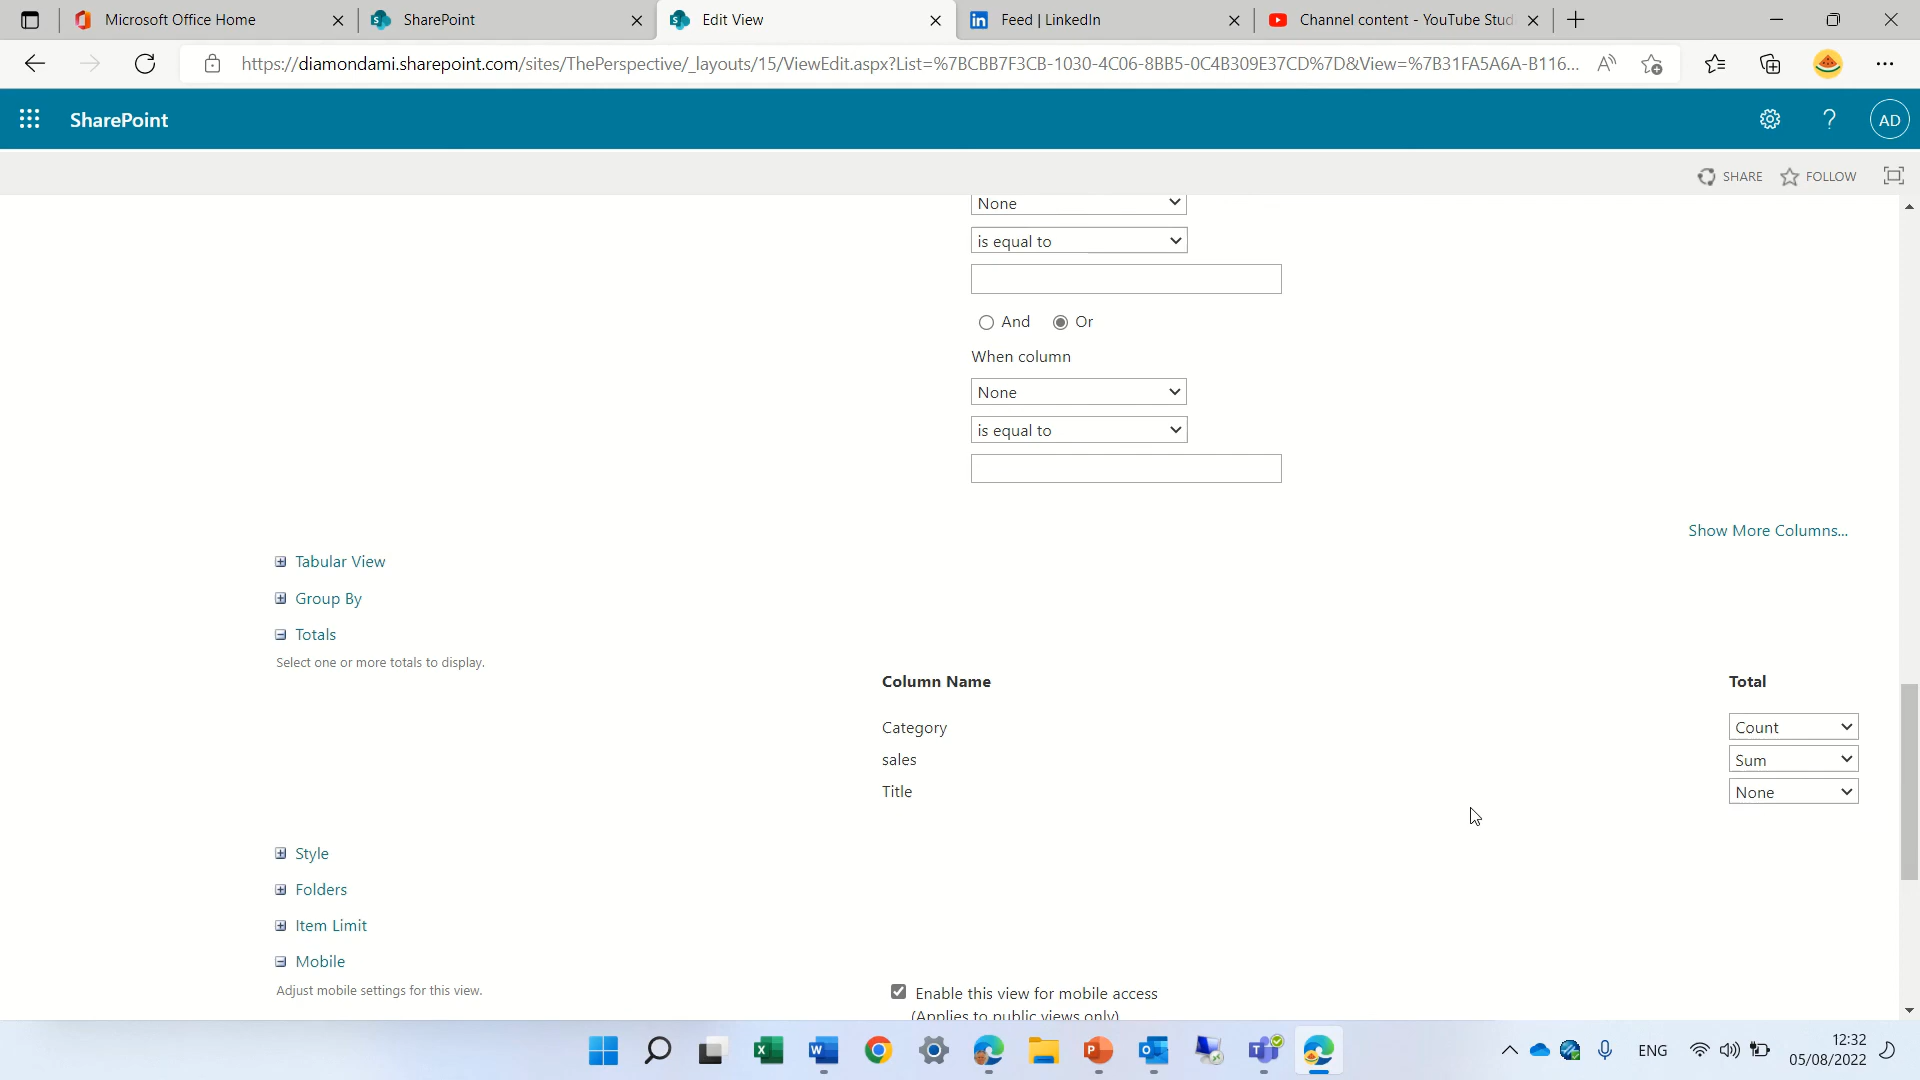 Microsoft Office Home
SharePoint
Edit View
Feed | LinkedIn
Channel content - YouTube Stud
https://diamondami.sharepoint.com/sites/ThePerspective/_layouts/15/ViewEdit.aspx?List=%7BCBB7F3CB-1030-4C06-8BB5-0C4B309E37CD%7D&View=%7B31FA5A6A-B116...
SharePoint
AD
SHARE
FOLLOW
None
is equal to
And
Or
When column
None
is equal to
Show More Columns...
Tabular View
Group By
Totals
Select one or more totals to display.
Column Name
Total
Category
Count
sales
Sum
Title
None
Style
Folders
Item Limit
Mobile
Adjust mobile settings for this view.
Enable this view for mobile access
(Applies to public views only)
ENG
12:32
05/08/2022